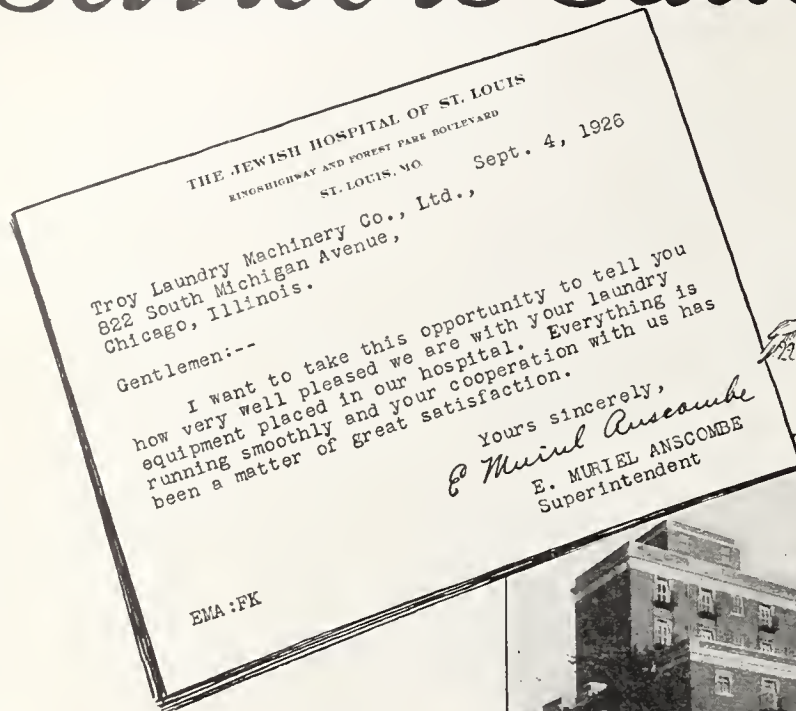 THE JEWISH HOSPITAL OF ST. LOUIS
KINGSHIGHWAY AND FOREST PARK BOULEVARD
ST. LOUIS, MO.
Sept. 4, 1926
Troy Laundry Machinery Co., Ltd.,
822 South Michigan Avenue,
Chicago, Illinois.
Gentlemen:--
I want to take this opportunity to tell you
how very well pleased we are with your laundry
equipment placed in our hospital. Everything is
running smoothly and your cooperation with us has
been a matter of great satisfaction.
Yours sincerely,
E Muriel Anscombe
E. MURIEL ANSCOMBE
Superintendent
EMA:FK